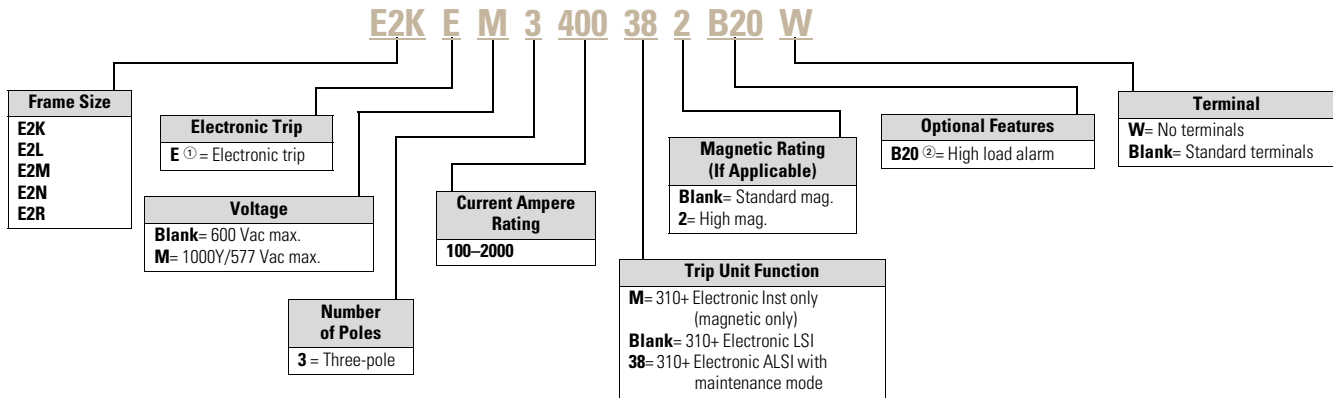 E2K E M 3 400 38 2 B20 W
Frame Size
E2K
E2L
E2M
E2N
E2R
Electronic Trip
E ① = Electronic trip
Voltage
Blank= 600 Vac max.
M= 1000Y/577 Vac max.
Number
of Poles
3 = Three-pole
Current Ampere
Rating
100–2000
Trip Unit Function
M= 310+ Electronic Inst only
(magnetic only)
Blank= 310+ Electronic LSI
38= 310+ Electronic ALSI with
maintenance mode
Magnetic Rating
(If Applicable)
Blank= Standard mag.
2= High mag.
Optional Features
B20 ②= High load alarm
Terminal
W= No terminals
Blank= Standard terminals